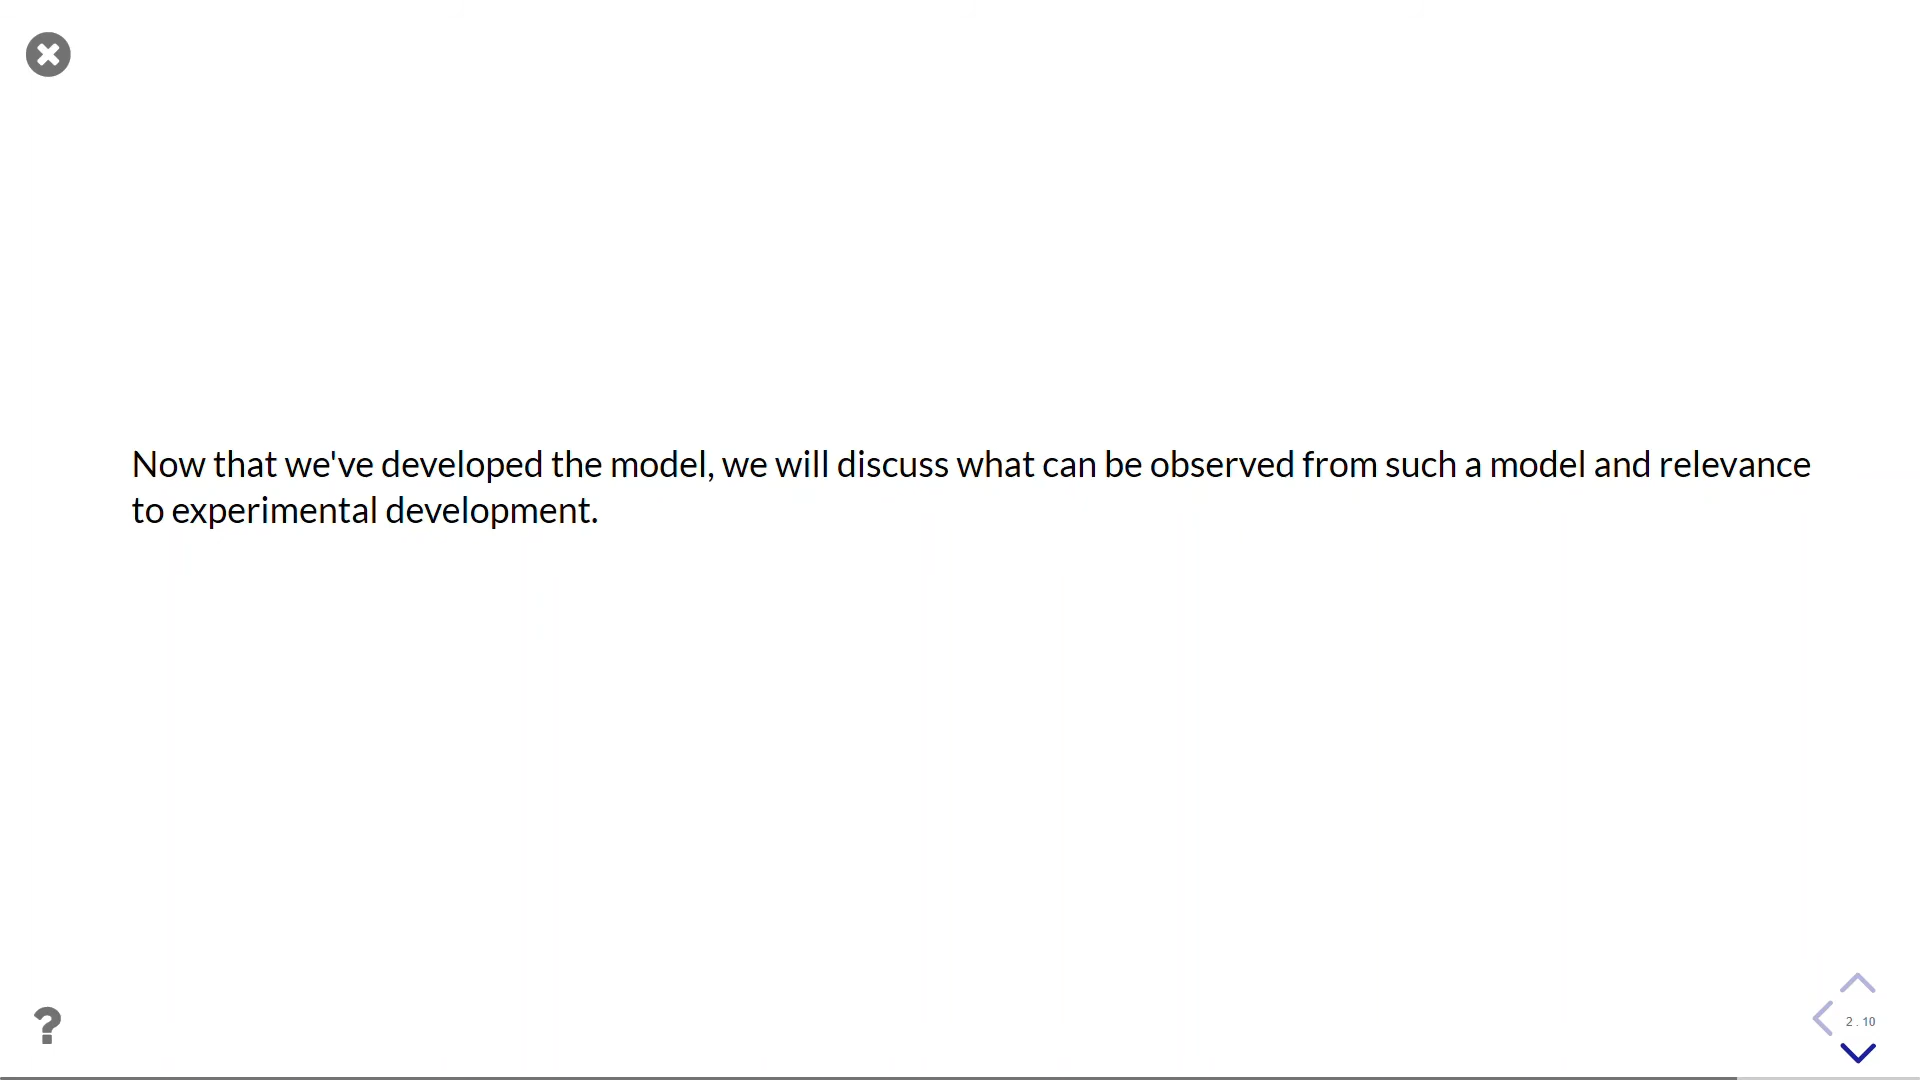 Now that we've developed the model, we will discuss what can be observed from such a model and relevance
to experimental development.
?
2 . 10